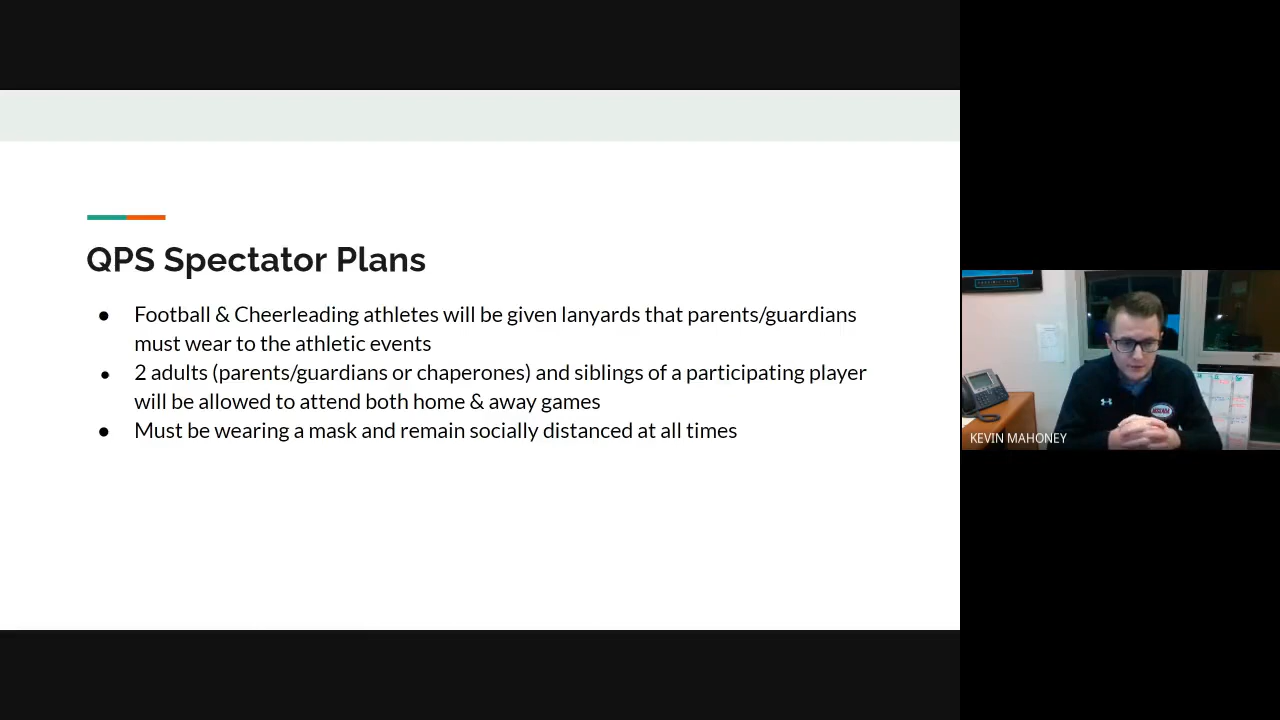 QPS Spectator Plans
● Football & Cheerleading athletes will be given lanyards that parents/guardians
must wear to the athletic events
● 2 adults (parents/guardians or chaperones) and siblings of a participating player
will be allowed to attend both home & away games
● Must be wearing a mask and remain socially distanced at all times
KEVIN MAHONEY